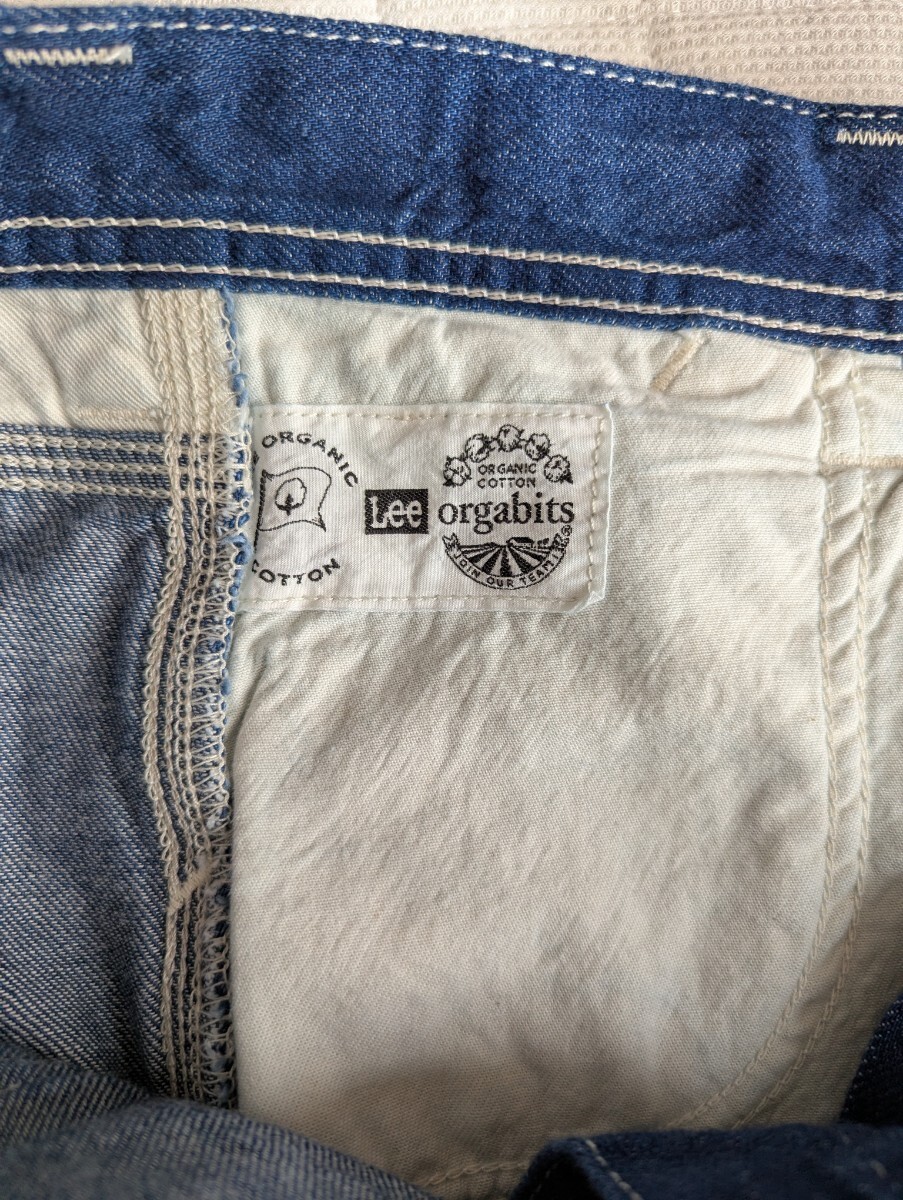 ORGANIC
COTTON
Lee
ORGANIC
COTTON
orgabits
®
JOIN OUR TEAM